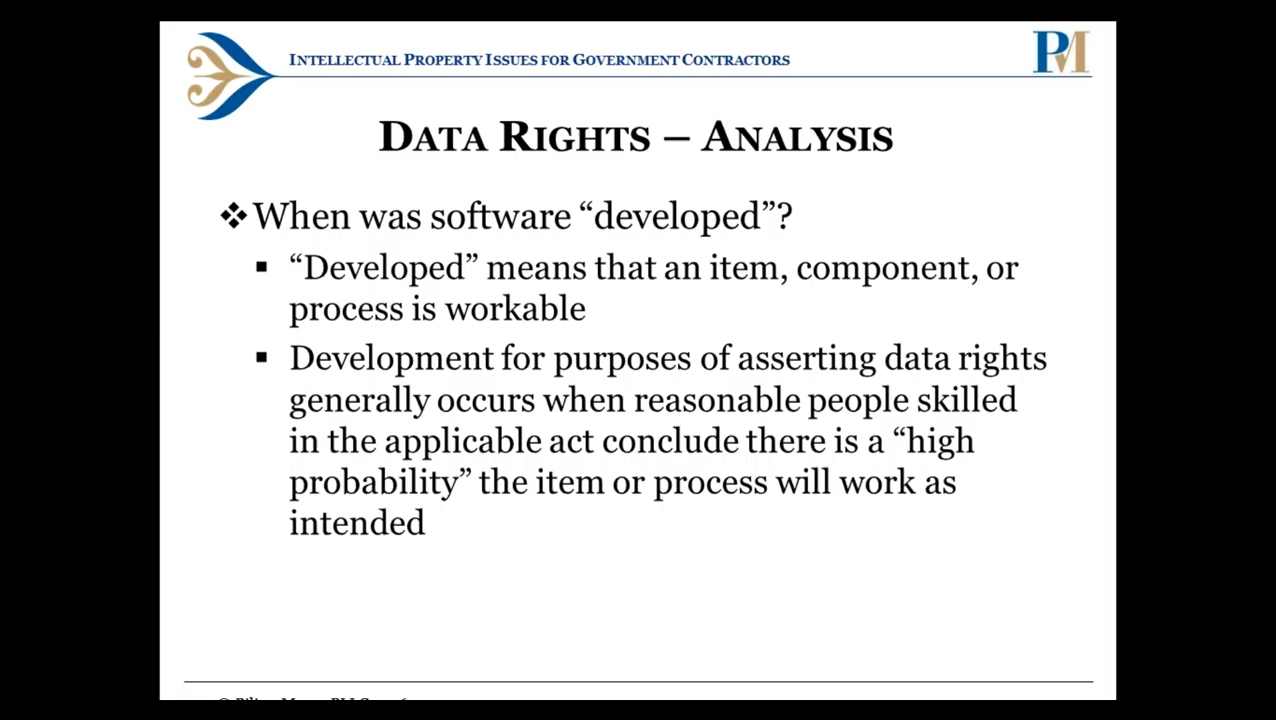 INTELLECTUAL PROPERTY ISSUES FOR GOVERNMENT CONTRACTORS
PM
DATA RIGHTS – ANALYSIS
When was software “developed”?
“Developed” means that an item, component, or
process is workable
Development for purposes of asserting data rights
generally occurs when reasonable people skilled
in the applicable act conclude there is a “high
probability” the item or process will work as
intended